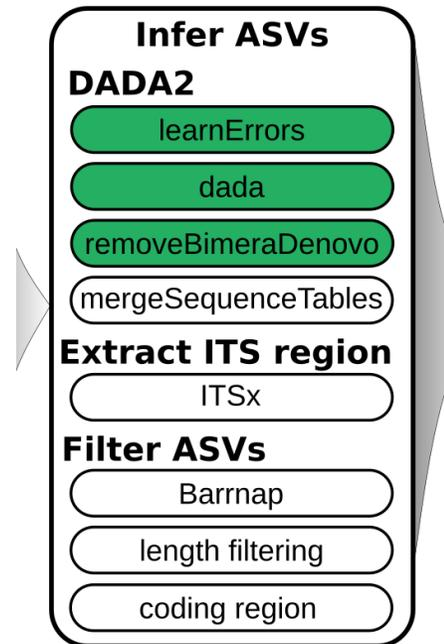 Infer ASVs
DADA2
learnErrors
dada
removeBimeraDenovo
mergeSequenceTables
Extract ITS region
ITSx
Filter ASVs
Barrnap
length filtering
coding region